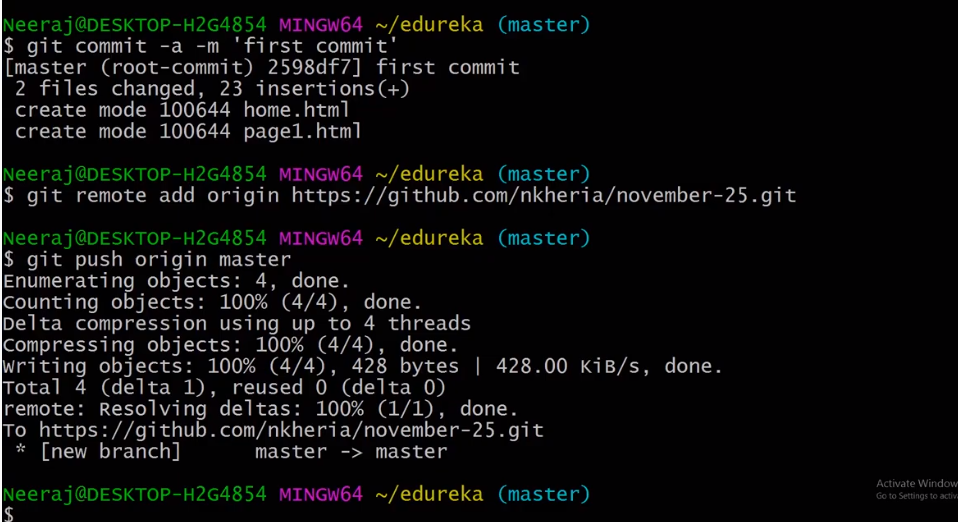 Neeraj@DESKTOP-H2G4854 MINGW64 ~/edureka (master)
$ git commit -a -m 'first commit'
[master (root-commit) 2598df7] first commit
 2 files changed, 23 insertions(+)
 create mode 100644 home.html
 create mode 100644 page1.html
Neeraj@DESKTOP-H2G4854 MINGW64 ~/edureka (master)
$ git remote add origin https://github.com/nkheria/november-25.git
Neeraj@DESKTOP-H2G4854 MINGW64 ~/edureka (master)
$ git push origin master
Enumerating objects: 4, done.
Counting objects: 100% (4/4), done.
Delta compression using up to 4 threads
Compressing objects: 100% (4/4), done.
Writing objects: 100% (4/4), 428 bytes | 428.00 KiB/s, done.
Total 4 (delta 1), reused 0 (delta 0)
remote: Resolving deltas: 100% (1/1), done.
To https://github.com/nkheria/november-25.git
 * [new branch]      master -> master
Neeraj@DESKTOP-H2G4854 MINGW64 ~/edureka (master)
$
Activate Window
Go to Settings to activa